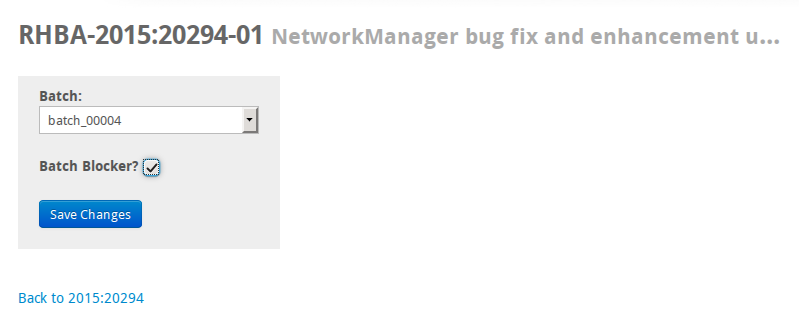 RHBA-2015:20294-01 NetworkManager bug fix and enhancement u...
Batch:
batch_00004
Batch Blocker?
Save Changes
Back to 2015:20294